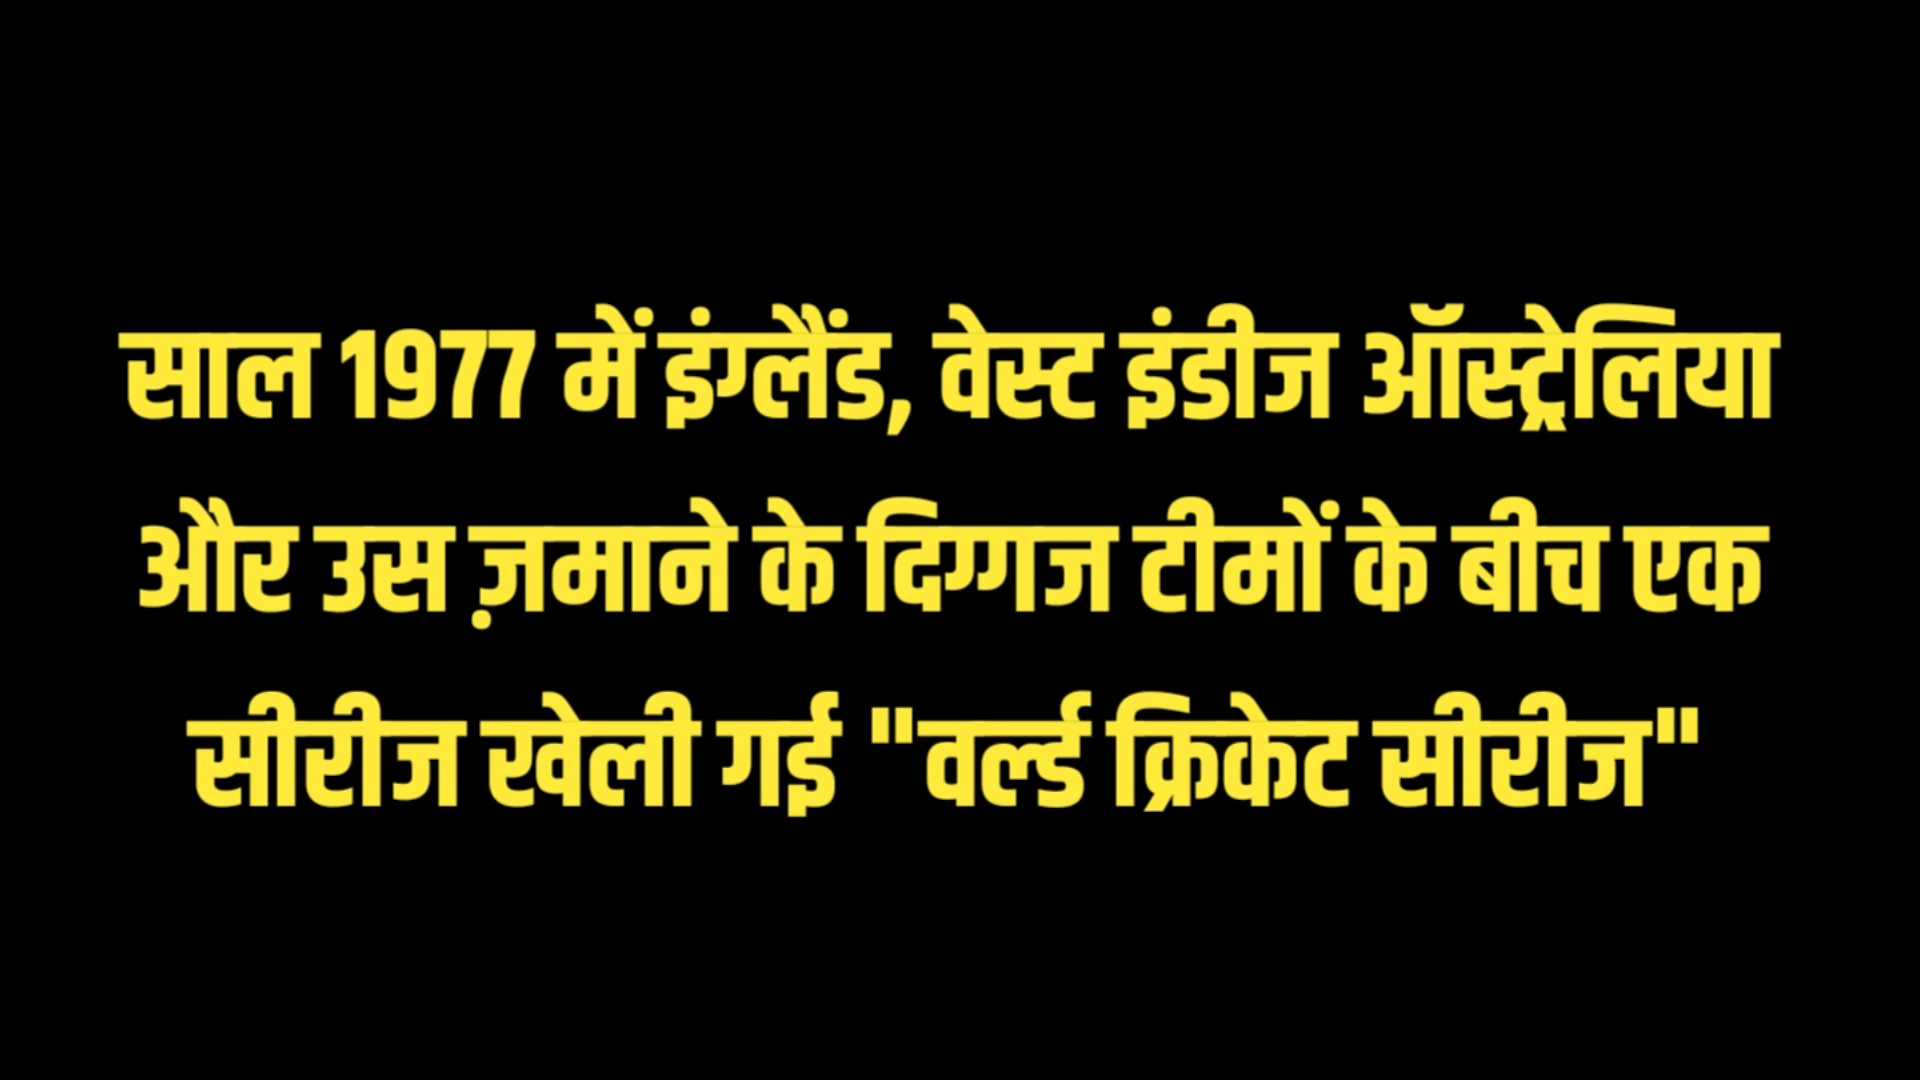 साल 1977 में इंग्लैंड, वेस्ट इंडीज ऑस्ट्रेलिया
और उस ज़माने के दिग्गज टीमों के बीच एक
सीरीज खेली गई "वर्ल्ड क्रिकेट सीरीज"